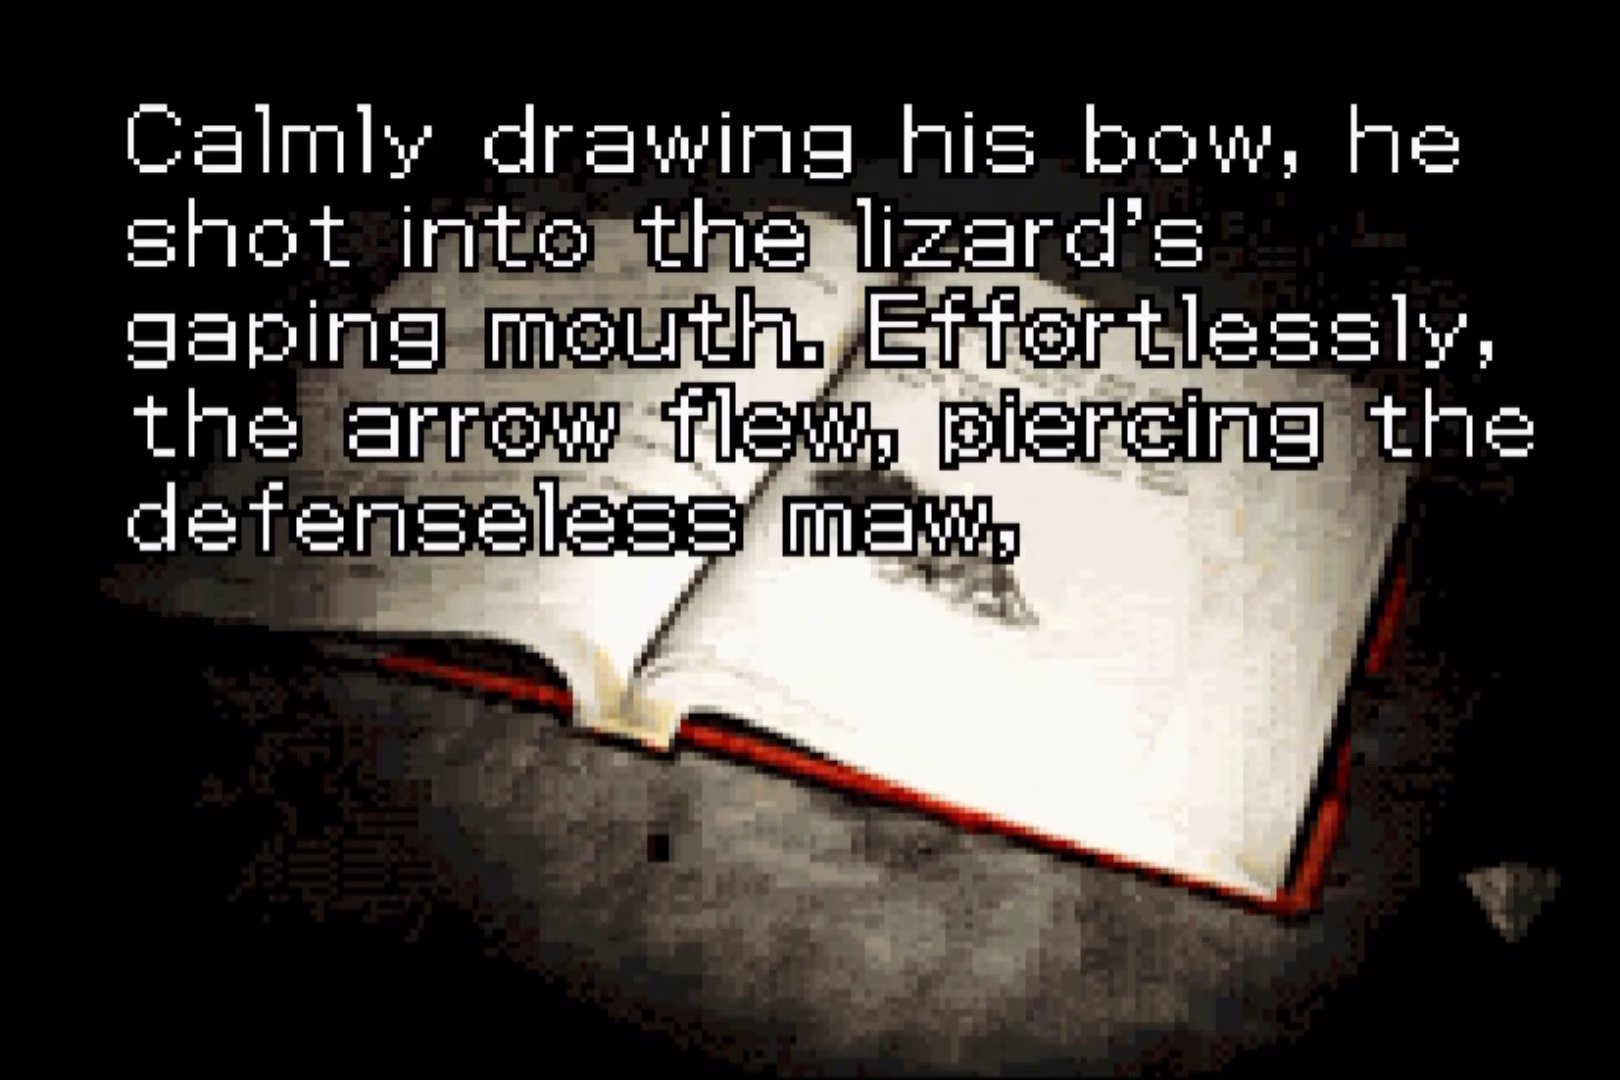 Calmly drawing his bow, he
shot into the lizard's
gaping mouth. Effortlessly,
the arrow flew, piercing the
defenseless maw,